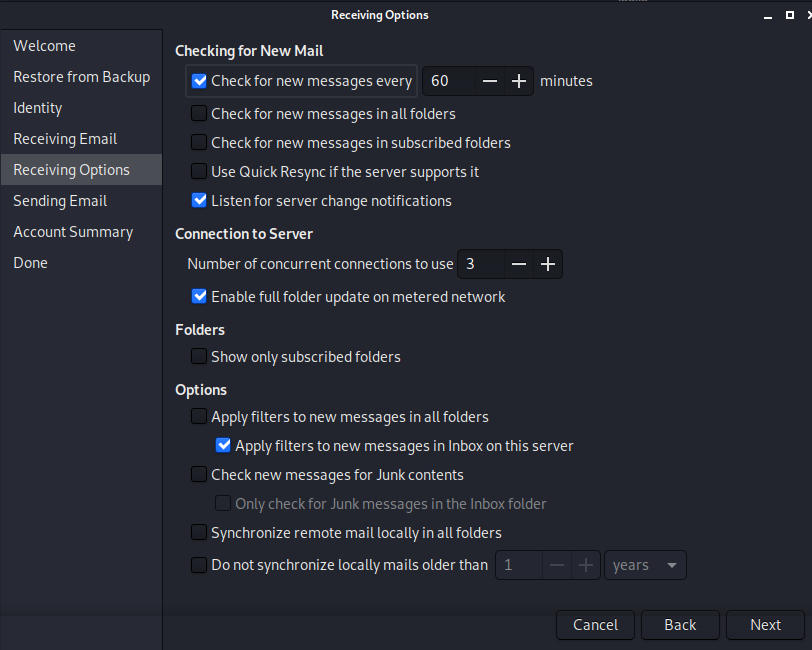 Receiving Options
Welcome
Restore from Backup
Identity
Receiving Email
Receiving Options
Sending Email
Account Summary
Done
Checking for New Mail
Check for new messages every 60 minutes
Check for new messages in all folders
Check for new messages in subscribed folders
Use Quick Resync if the server supports it
Listen for server change notifications
Connection to Server
Number of concurrent connections to use 3
Enable full folder update on metered network
Folders
Show only subscribed folders
Options
Apply filters to new messages in all folders
Apply filters to new messages in Inbox on this server
Check new messages for Junk contents
Only check for Junk messages in the Inbox folder
Synchronize remote mail locally in all folders
Do not synchronize locally mails older than 1 years
Cancel Back Next